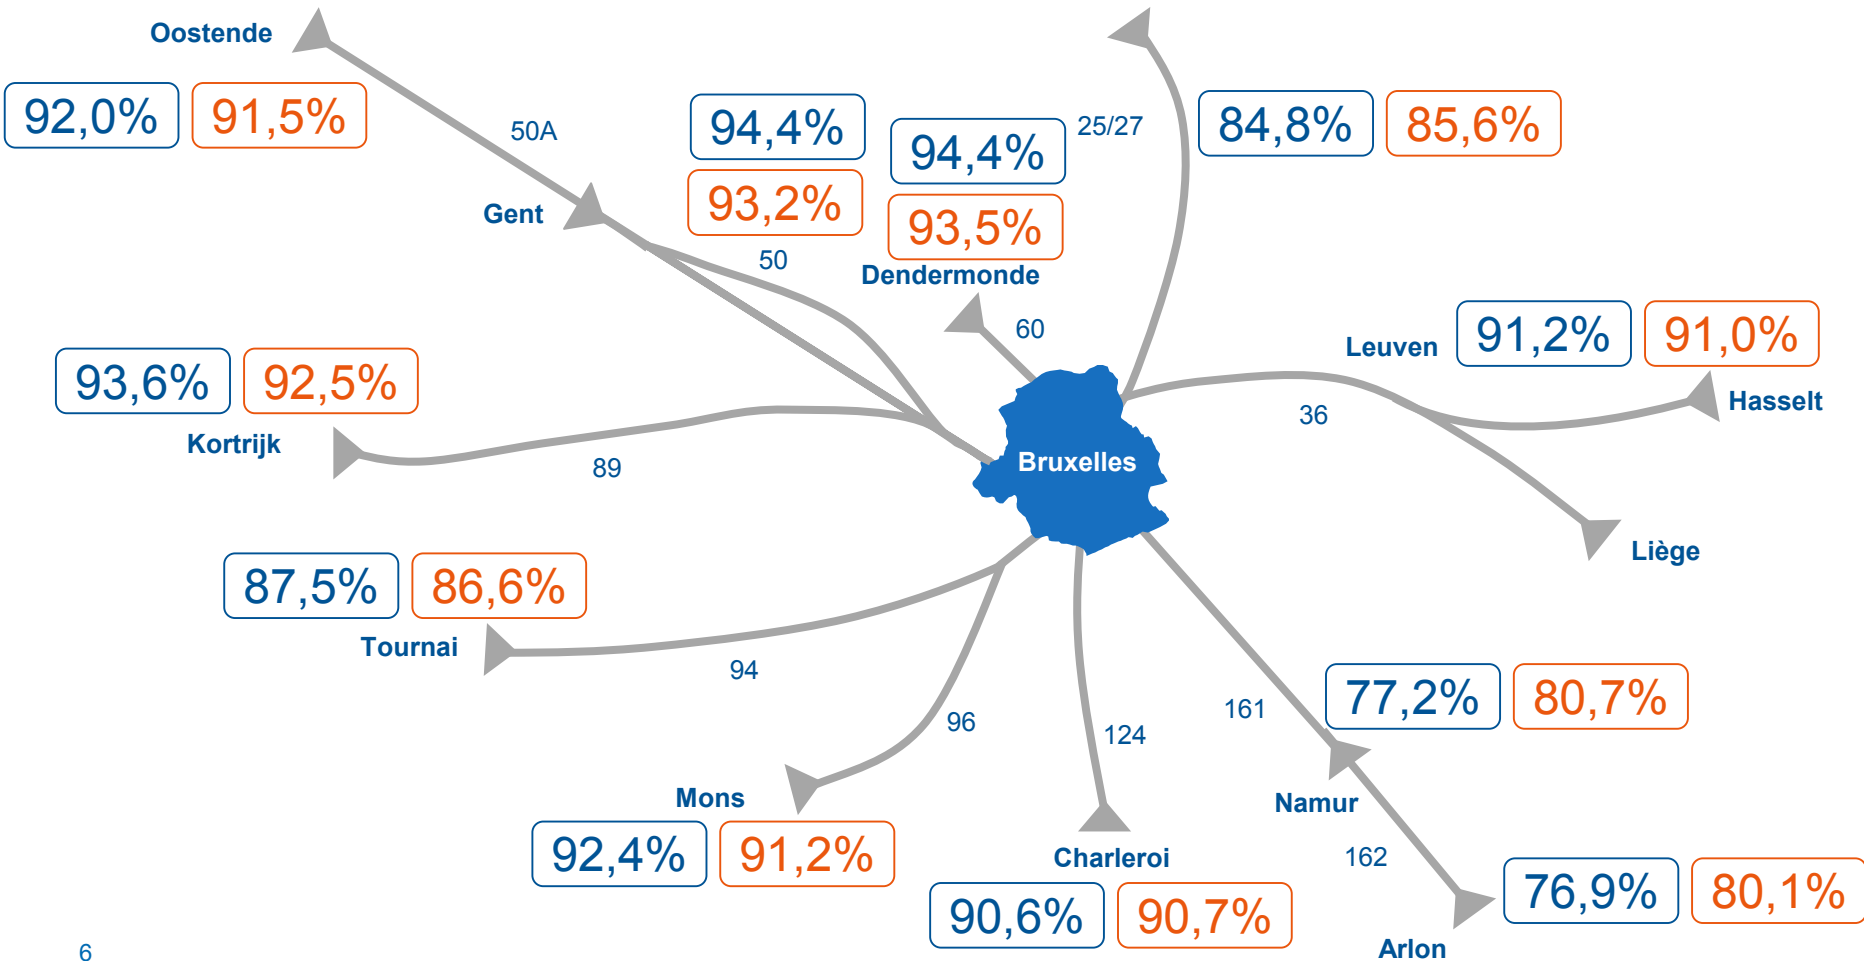 Oostende
92,0% 91,5%
50A
94,4%
93,2%
94,4%
93,5%
25/27
84,8% 85,6%
Gent
50
Dendermonde
60
Leuven 91,2% 91,0%
Hasselt
36
93,6% 92,5%
Kortrijk
89
Bruxelles
Liège
87,5% 86,6%
Tournai
94
96
124
161
77,2% 80,7%
Mons
92,4% 91,2%
Charleroi
90,6% 90,7%
Namur
162
76,9% 80,1%
Arlon
6